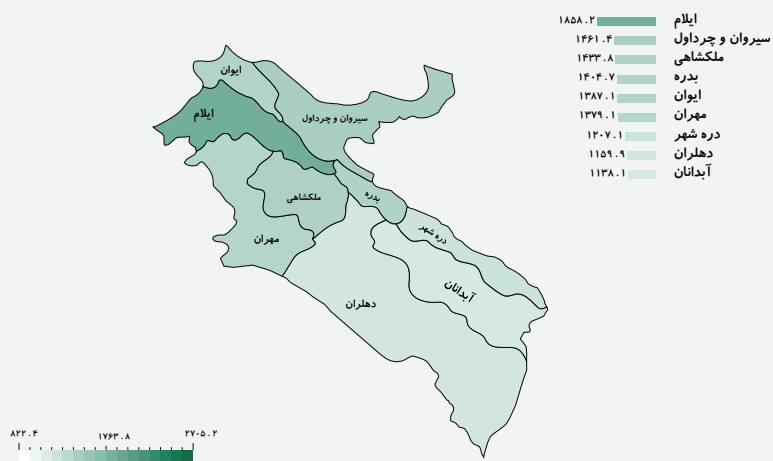 ایلام ۱۸۵۸.۲
سیروان و چرداول ۱۴۶۱.۴
ملکشاهی ۱۴۳۳.۸
بدره ۱۴۰۴.۷
ایوان ۱۳۸۷.۱
مهران ۱۳۷۹.۱
دره شهر ۱۲۰۷.۱
دهلران ۱۱۵۹.۹
آبدانان ۱۱۳۸.۱
ایوان
ایلام
سیروان و چرداول
ملکشاهی
بدره
مهران
دره شهر
آبدانان
دهلران
۸۲۲.۴ ۱۷۶۳.۸ ۲۷۰۵.۲